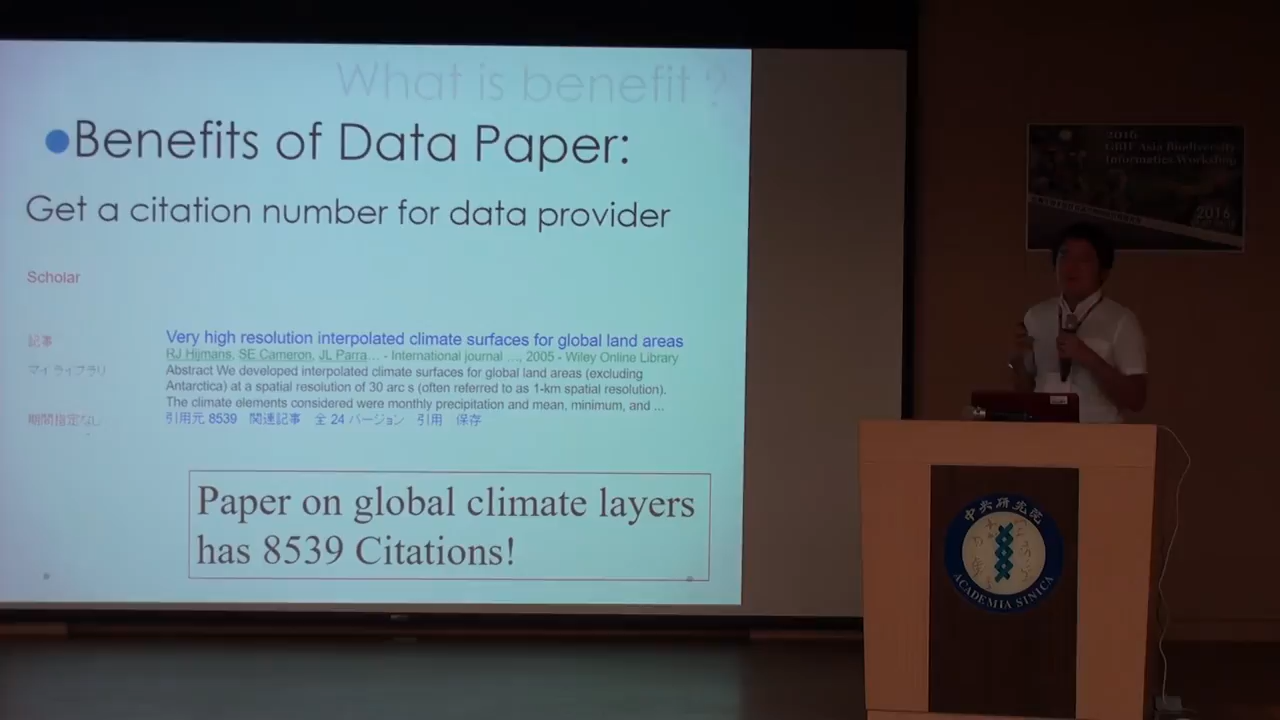 What is benefit ?
Benefits of Data Paper:
Get a citation number for data provider
Scholar
記事
Very high resolution interpolated climate surfaces for global land areas
RJ Hijmans, SE Cameron, JL Parra… - International journal …, 2005 - Wiley Online Library
マイライブラリ
Abstract We developed interpolated climate surfaces for global land areas (excluding
Antarctica) at a spatial resolution of 30 arc s (often referred to as 1-km spatial resolution).
The climate elements considered were monthly precipitation and mean, minimum, and ...
期間指定なし
引用元 8539 関連記事 全 24 バージョン 引用 保存
Paper on global climate layers
has 8539 Citations!
2016
GBIF Asia Biodiversity
Informatics Workshop
2016
中央研究院
ACADEMIA SINICA